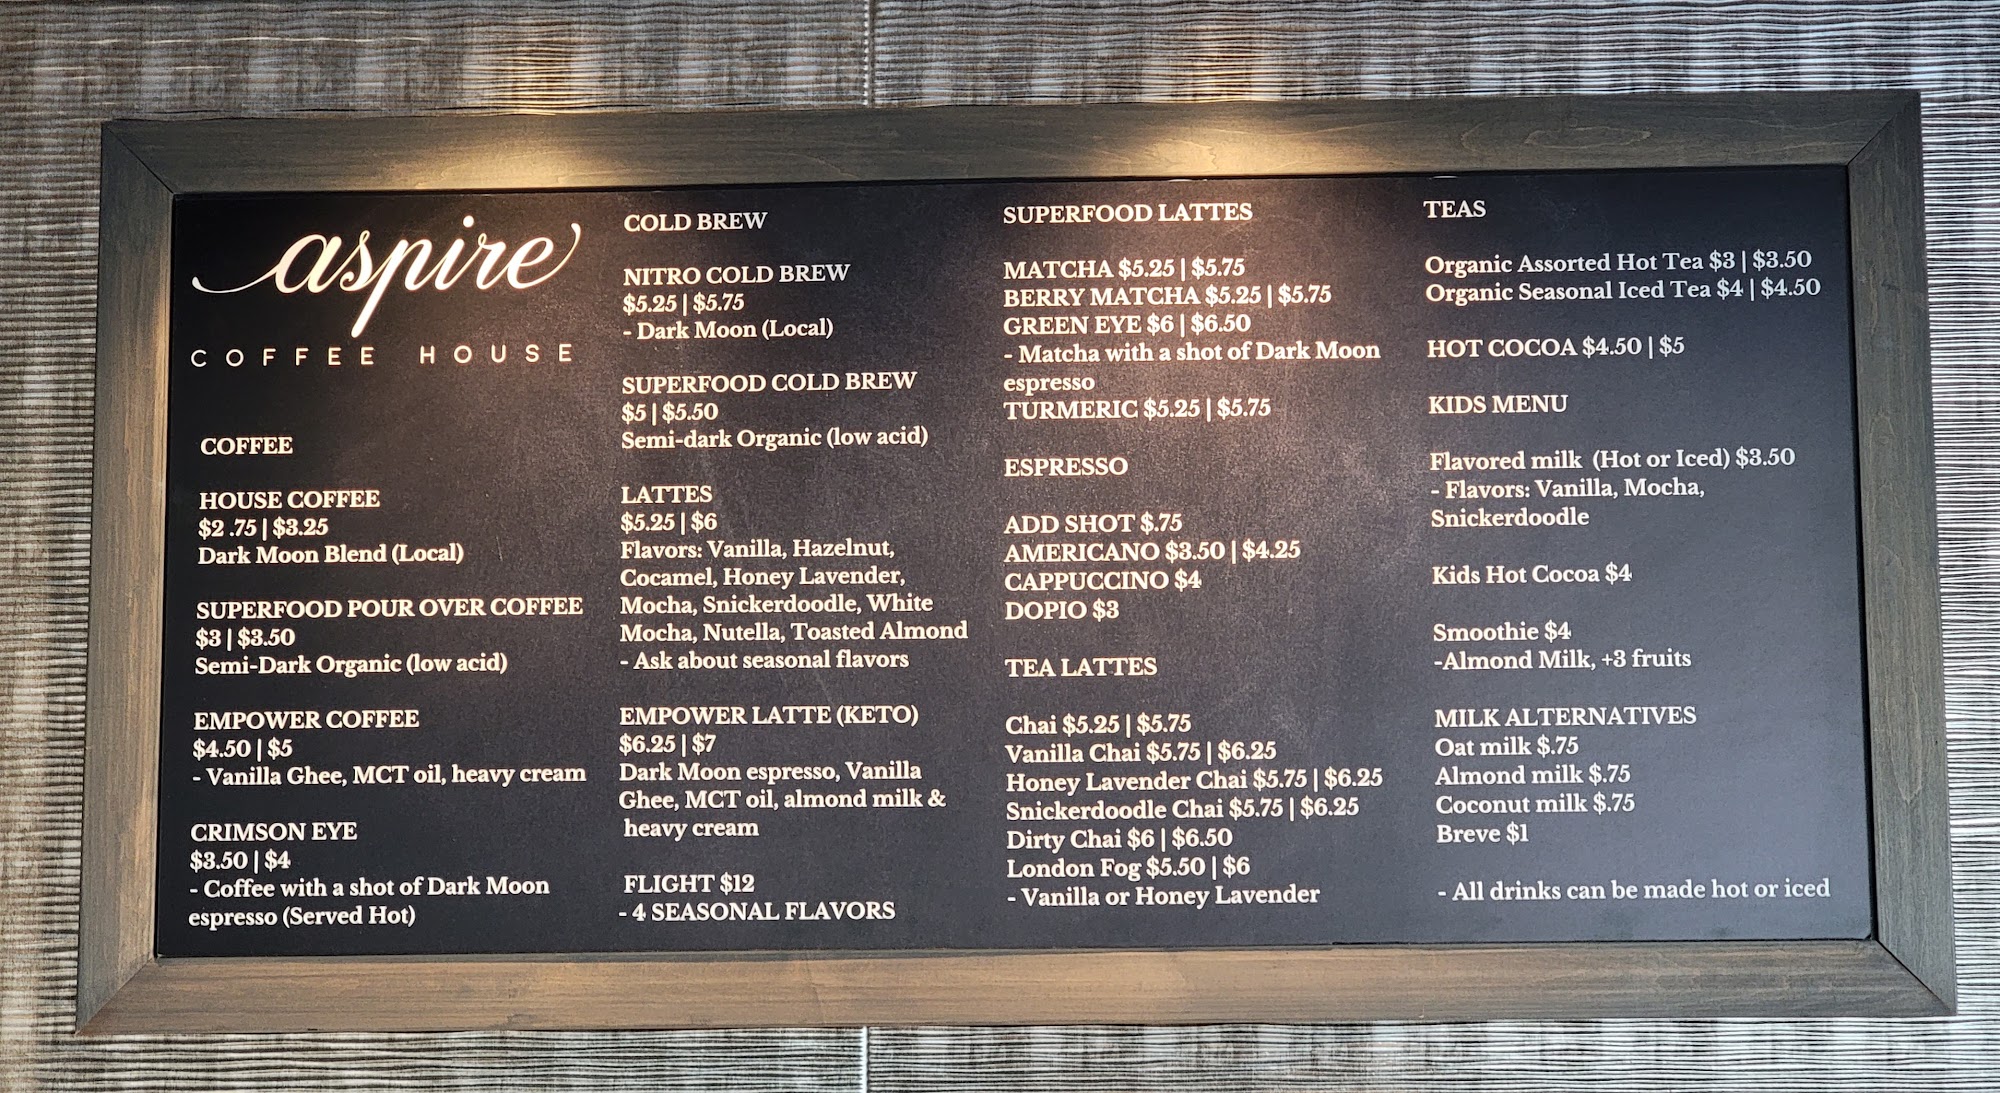 aspire
COFFEE HOUSE
COFFEE
HOUSE COFFEE
$2 .75 | $3.25
Dark Moon Blend (Local)
SUPERFOOD POUR OVER COFFEE
$3 | $3.50
Semi-Dark Organic (low acid)
EMPOWER COFFEE
$4.50 | $5
- Vanilla Ghee, MCT oil, heavy cream
CRIMSON EYE
$3.50 | $4
- Coffee with a shot of Dark Moon
espresso (Served Hot)
COLD BREW
NITRO COLD BREW
$5.25 | $5.75
- Dark Moon (Local)
SUPERFOOD COLD BREW
$5 | $5.50
Semi-dark Organic (low acid)
LATTES
$5.25 | $6
Flavors: Vanilla, Hazelnut,
Cocamel, Honey Lavender,
Mocha, Snickerdoodle, White
Mocha, Nutella, Toasted Almond
- Ask about seasonal flavors
EMPOWER LATTE (KETO)
$6.25 | $7
Dark Moon espresso, Vanilla
Ghee, MCT oil, almond milk &
heavy cream
FLIGHT $12
- 4 SEASONAL FLAVORS
SUPERFOOD LATTES
MATCHA $5.25 | $5.75
BERRY MATCHA $5.25 | $5.75
GREEN EYE $6 | $6.50
- Matcha with a shot of Dark Moon
espresso
TURMERIC $5.25 | $5.75
ESPRESSO
ADD SHOT $.75
AMERICANO $3.50 | $4.25
CAPPUCCINO $4
DOPIO $3
TEA LATTES
Chai $5.25 | $5.75
Vanilla Chai $5.75 | $6.25
Honey Lavender Chai $5.75 | $6.25
Snickerdoodle Chai $5.75 | $6.25
Dirty Chai $6 | $6.50
London Fog $5.50 | $6
- Vanilla or Honey Lavender
TEAS
Organic Assorted Hot Tea $3 | $3.50
Organic Seasonal Iced Tea $4 | $4.50
HOT COCOA $4.50 | $5
KIDS MENU
Flavored milk (Hot or Iced) $3.50
- Flavors: Vanilla, Mocha,
Snickerdoodle
Kids Hot Cocoa $4
Smoothie $4
-Almond Milk, +3 fruits
MILK ALTERNATIVES
Oat milk $.75
Almond milk $.75
Coconut milk $.75
Breve $1
- All drinks can be made hot or iced